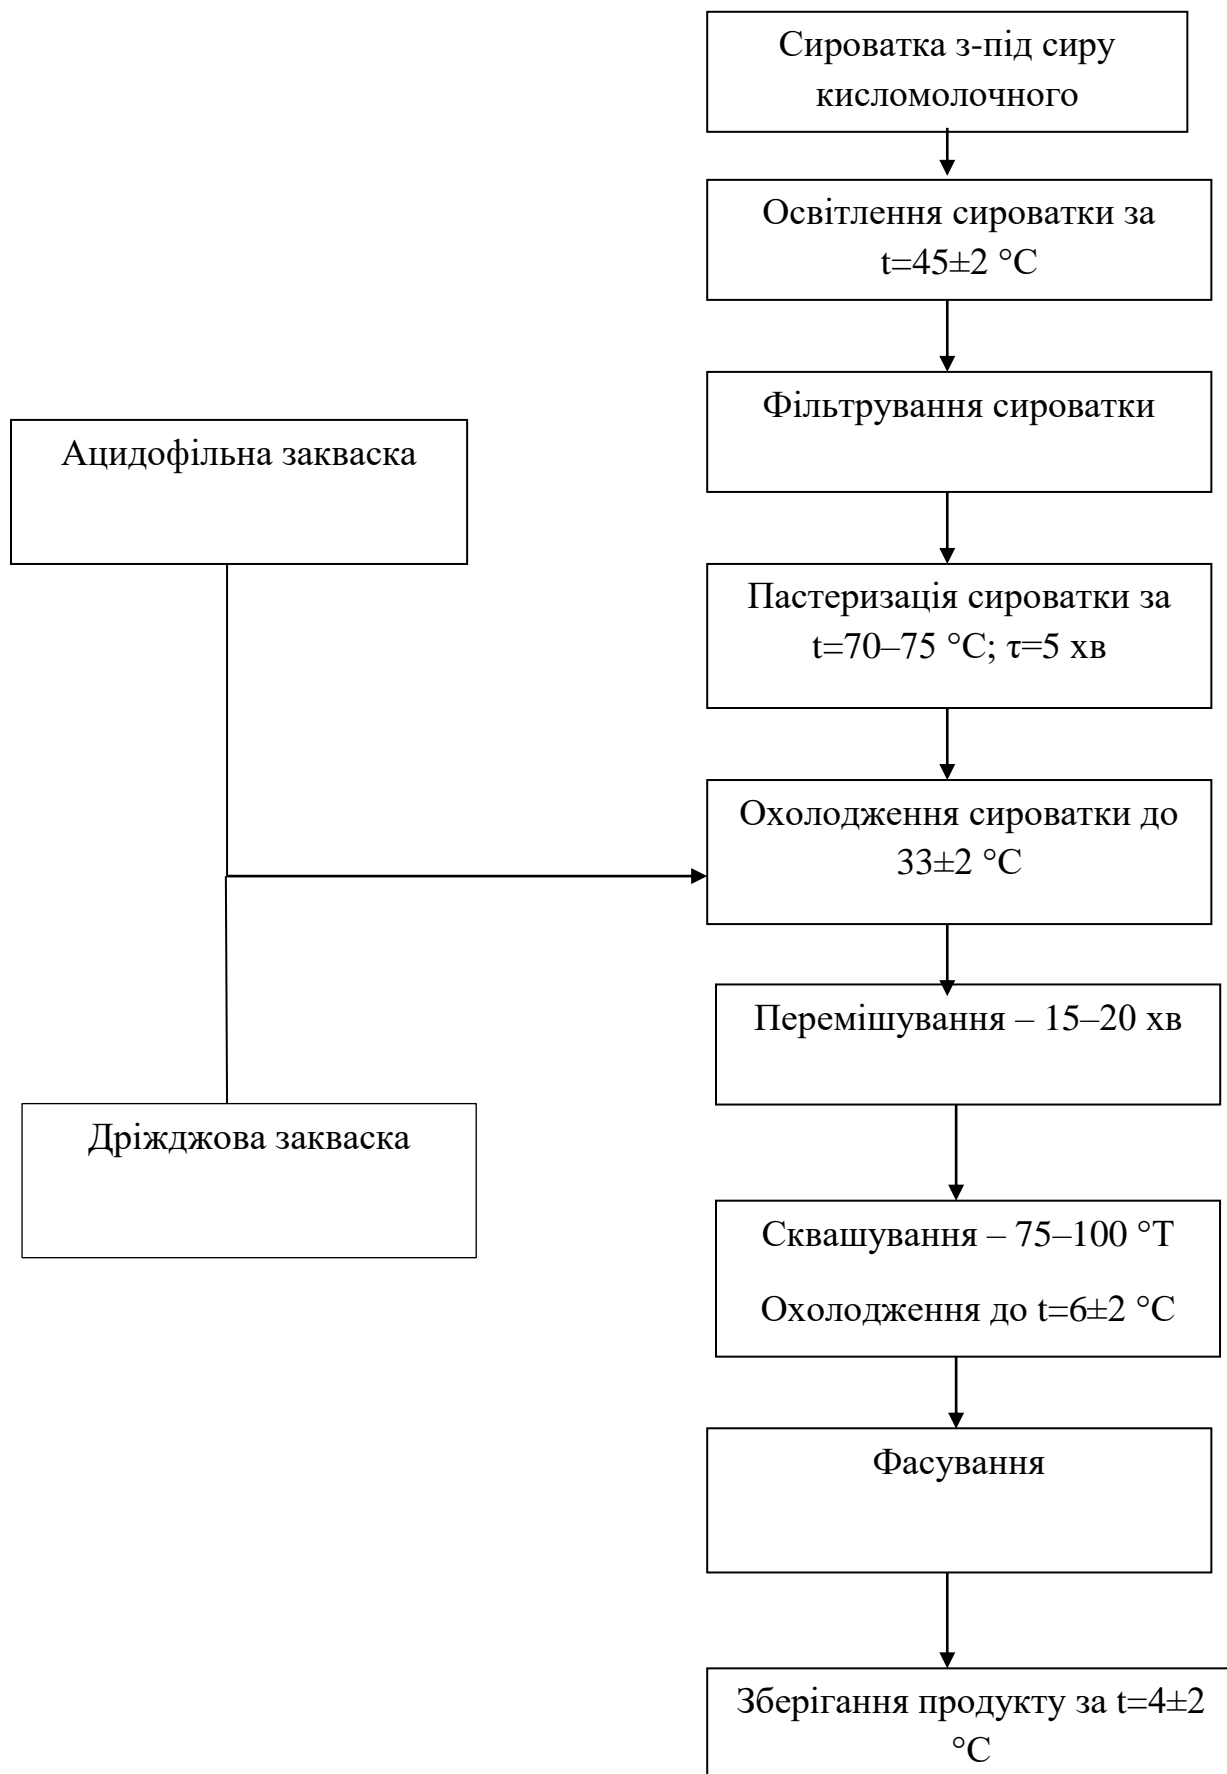 Сироватка з-під сиру
кисломолочного
Освітлення сироватки за
t=45±2 °С
Фільтрування сироватки
Ацидофільна закваска
Пастеризація сироватки за
t=70–75 °С; τ=5 хв
Охолодження сироватки до
33±2 °С
Перемішування – 15–20 хв
Дріжджова закваска
Сквашування – 75–100 °Т
Охолодження до t=6±2 °С
Фасування
Зберігання продукту за t=4±2
°С